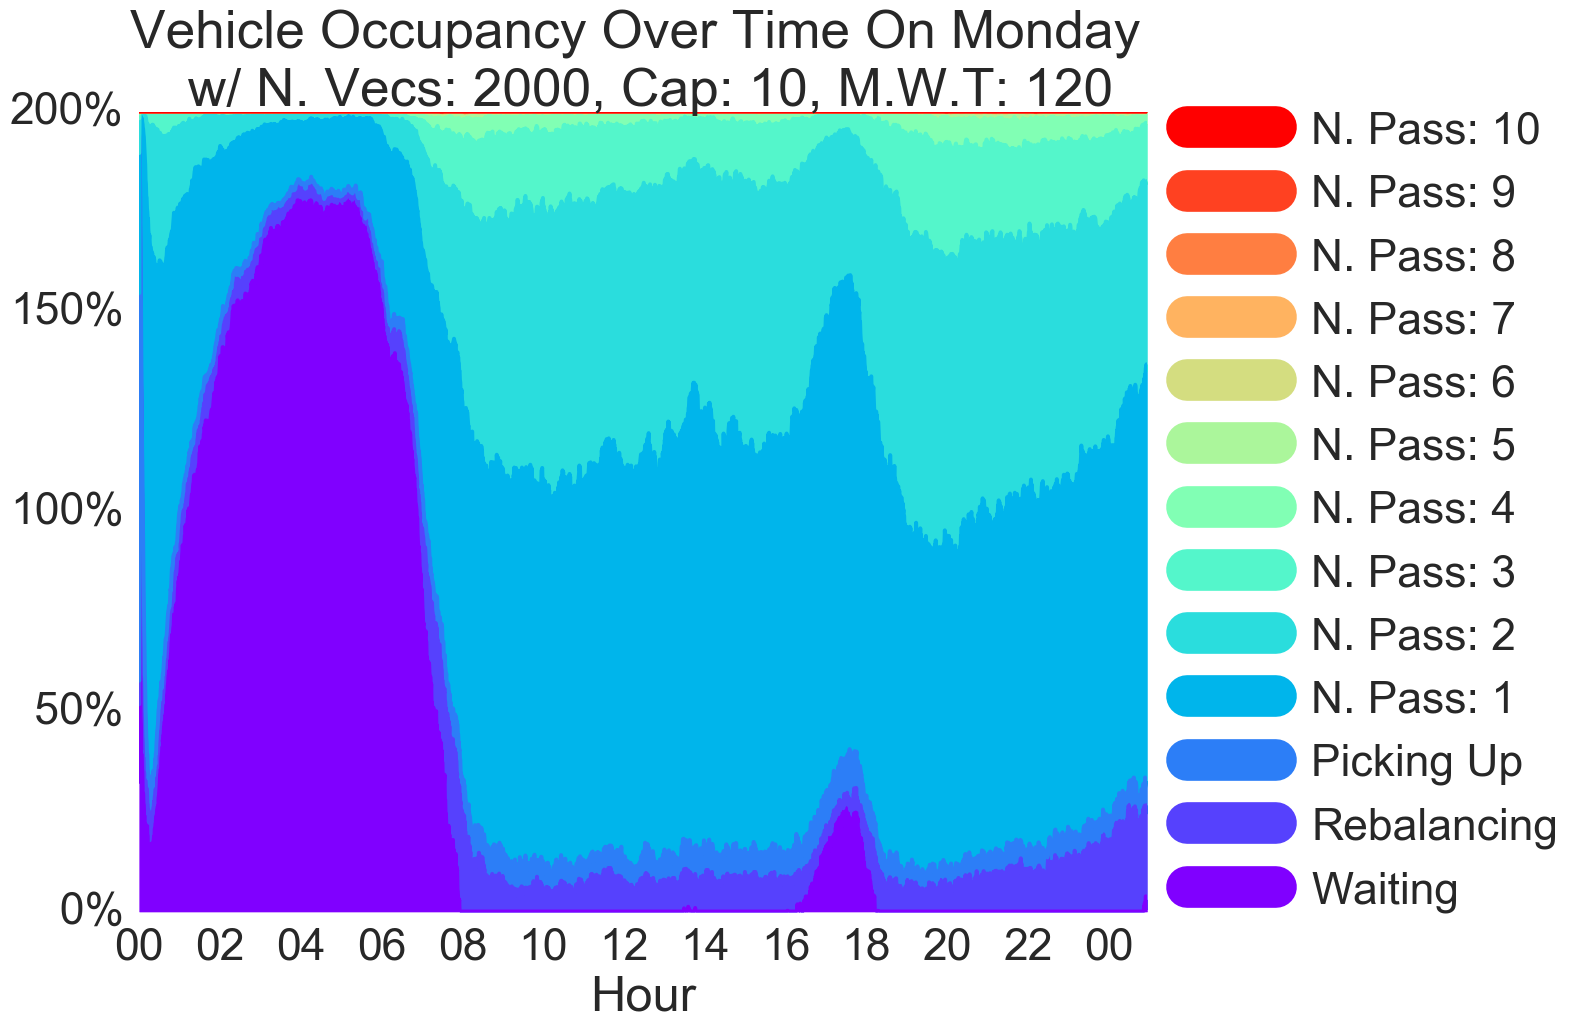 Vehicle Occupancy Over Time On Monday
w/ N. Vecs: 2000, Cap: 10, M.W.T: 120
200%
150%
100%
50%
0%
00 02 04 06 08 10 12 14 16 18 20 22 00
Hour
N. Pass: 10
N. Pass: 9
N. Pass: 8
N. Pass: 7
N. Pass: 6
N. Pass: 5
N. Pass: 4
N. Pass: 3
N. Pass: 2
N. Pass: 1
Picking Up
Rebalancing
Waiting